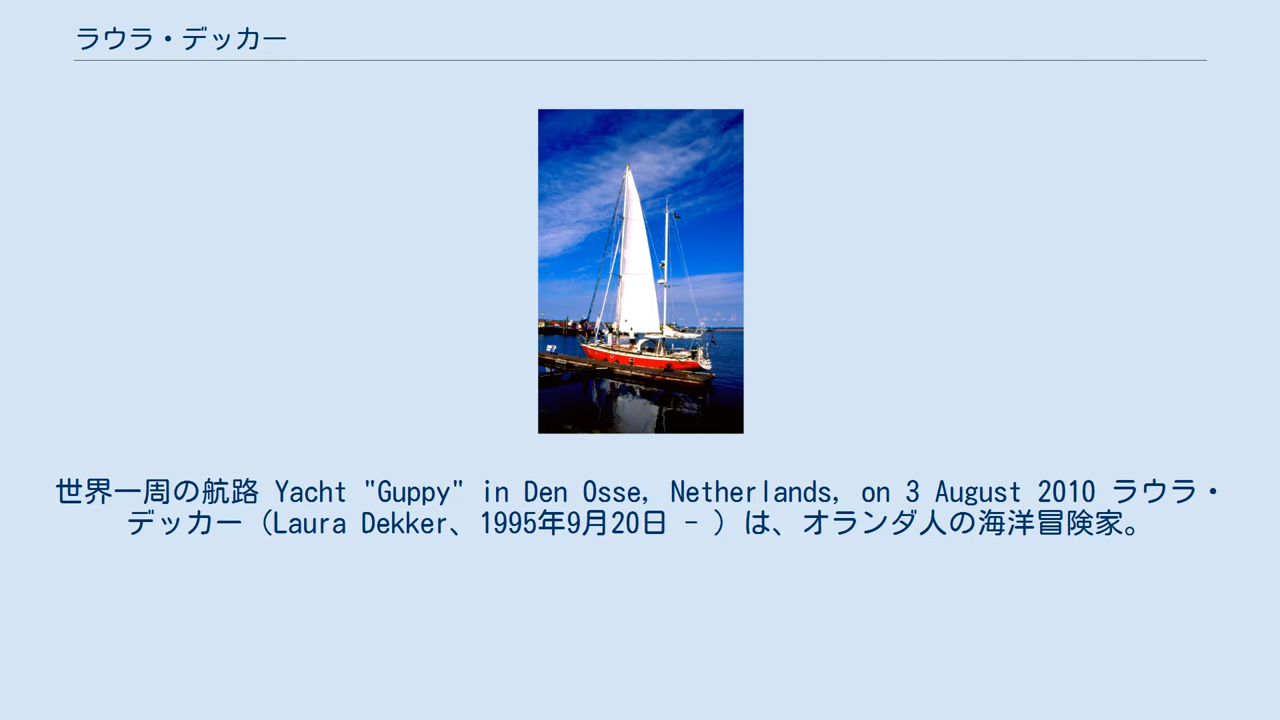 ラウラ・デッカー
世界一周の航路 Yacht "Guppy" in Den Osse, Netherlands, on 3 August 2010 ラウラ・
デッカー（Laura Dekker、1995年9月20日 - ）は、オランダ人の海洋冒険家。